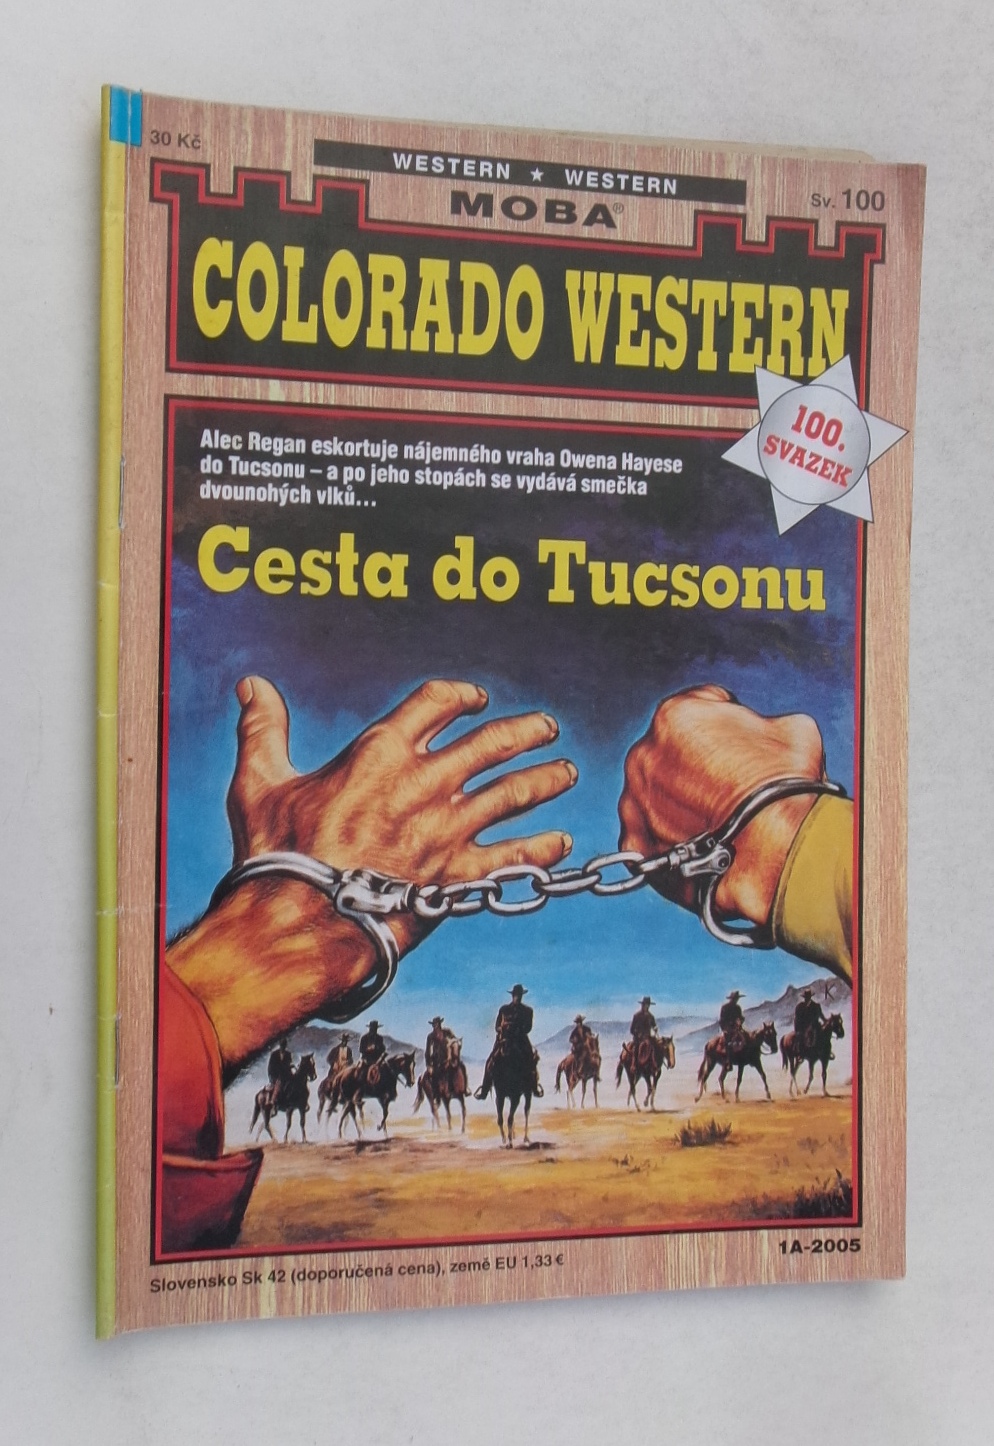 30 Kč
WESTERN ★ WESTERN
Sv. 100
MOBA®
COLORADO WESTERN
100.
SVAZEK
Alec Regan eskortuje nájemného vraha Owena Hayese
do Tucsonu – a po jeho stopách se vydává smečka
dvounohých vlků...
Cesta do Tucsonu
K
1A-2005
Slovensko Sk 42 (doporučená cena), země EU 1,33 €